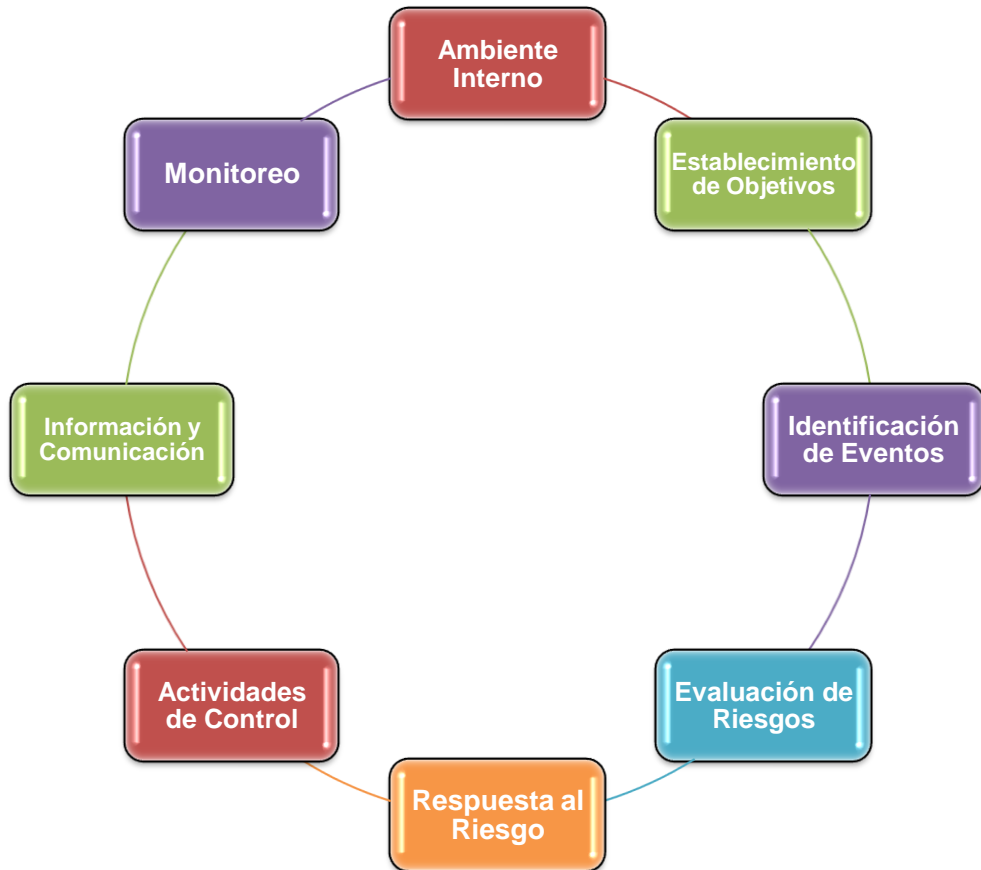 Ambiente
Interno
Establecimiento
de Objetivos
Identificación
de Eventos
Evaluación de
Riesgos
Respuesta al
Riesgo
Actividades
de Control
Información y
Comunicación
Monitoreo